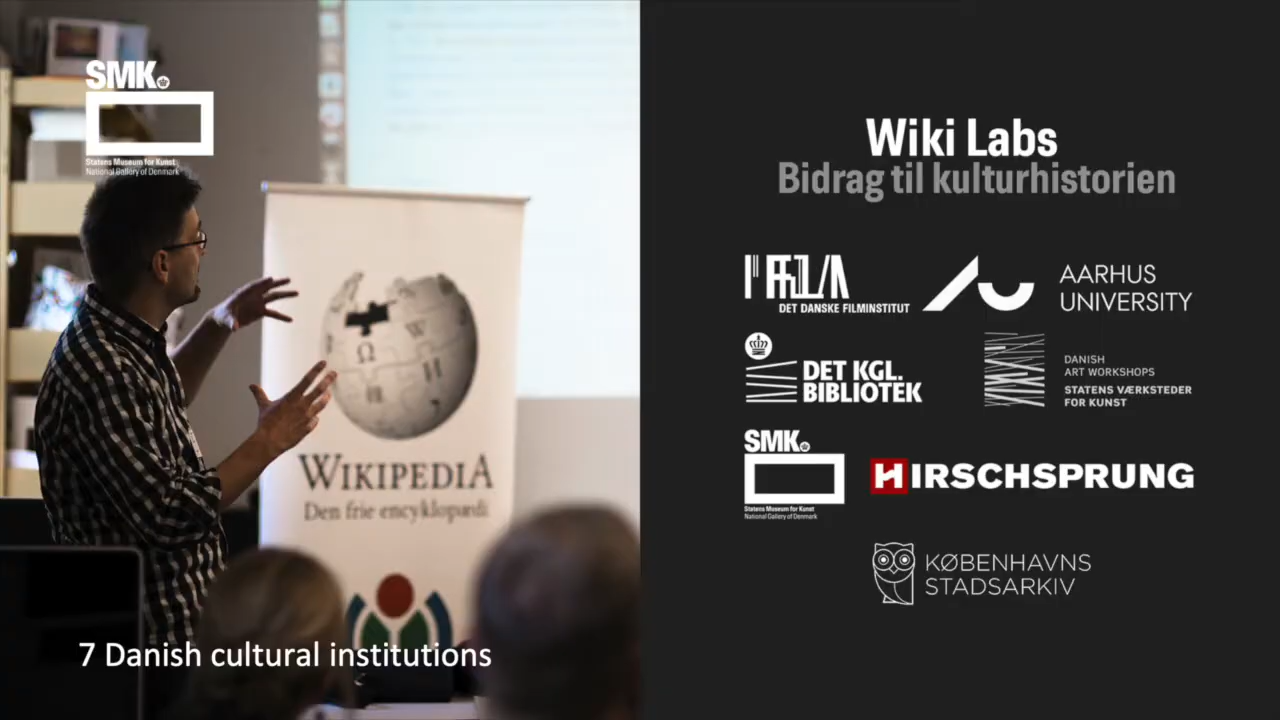 SMK.
Statens Museum for Kunst
National Gallery of Denmark
Ω
W
WIKIPEDIA
Den frie encyklopædi
7 Danish cultural institutions
Wiki Labs
Bidrag til kulturhistorien
DET DANSKE FILMINSTITUT
AARHUS
UNIVERSITY
DET KGL.
BIBLIOTEK
DANISH
ART WORKSHOPS
STATENS VÆRKSTEDER
FOR KUNST
SMK.
Statens Museum for Kunst
National Gallery of Denmark
HIRSCHSPRUNG
KØBENHAVNS
STADSARKIV